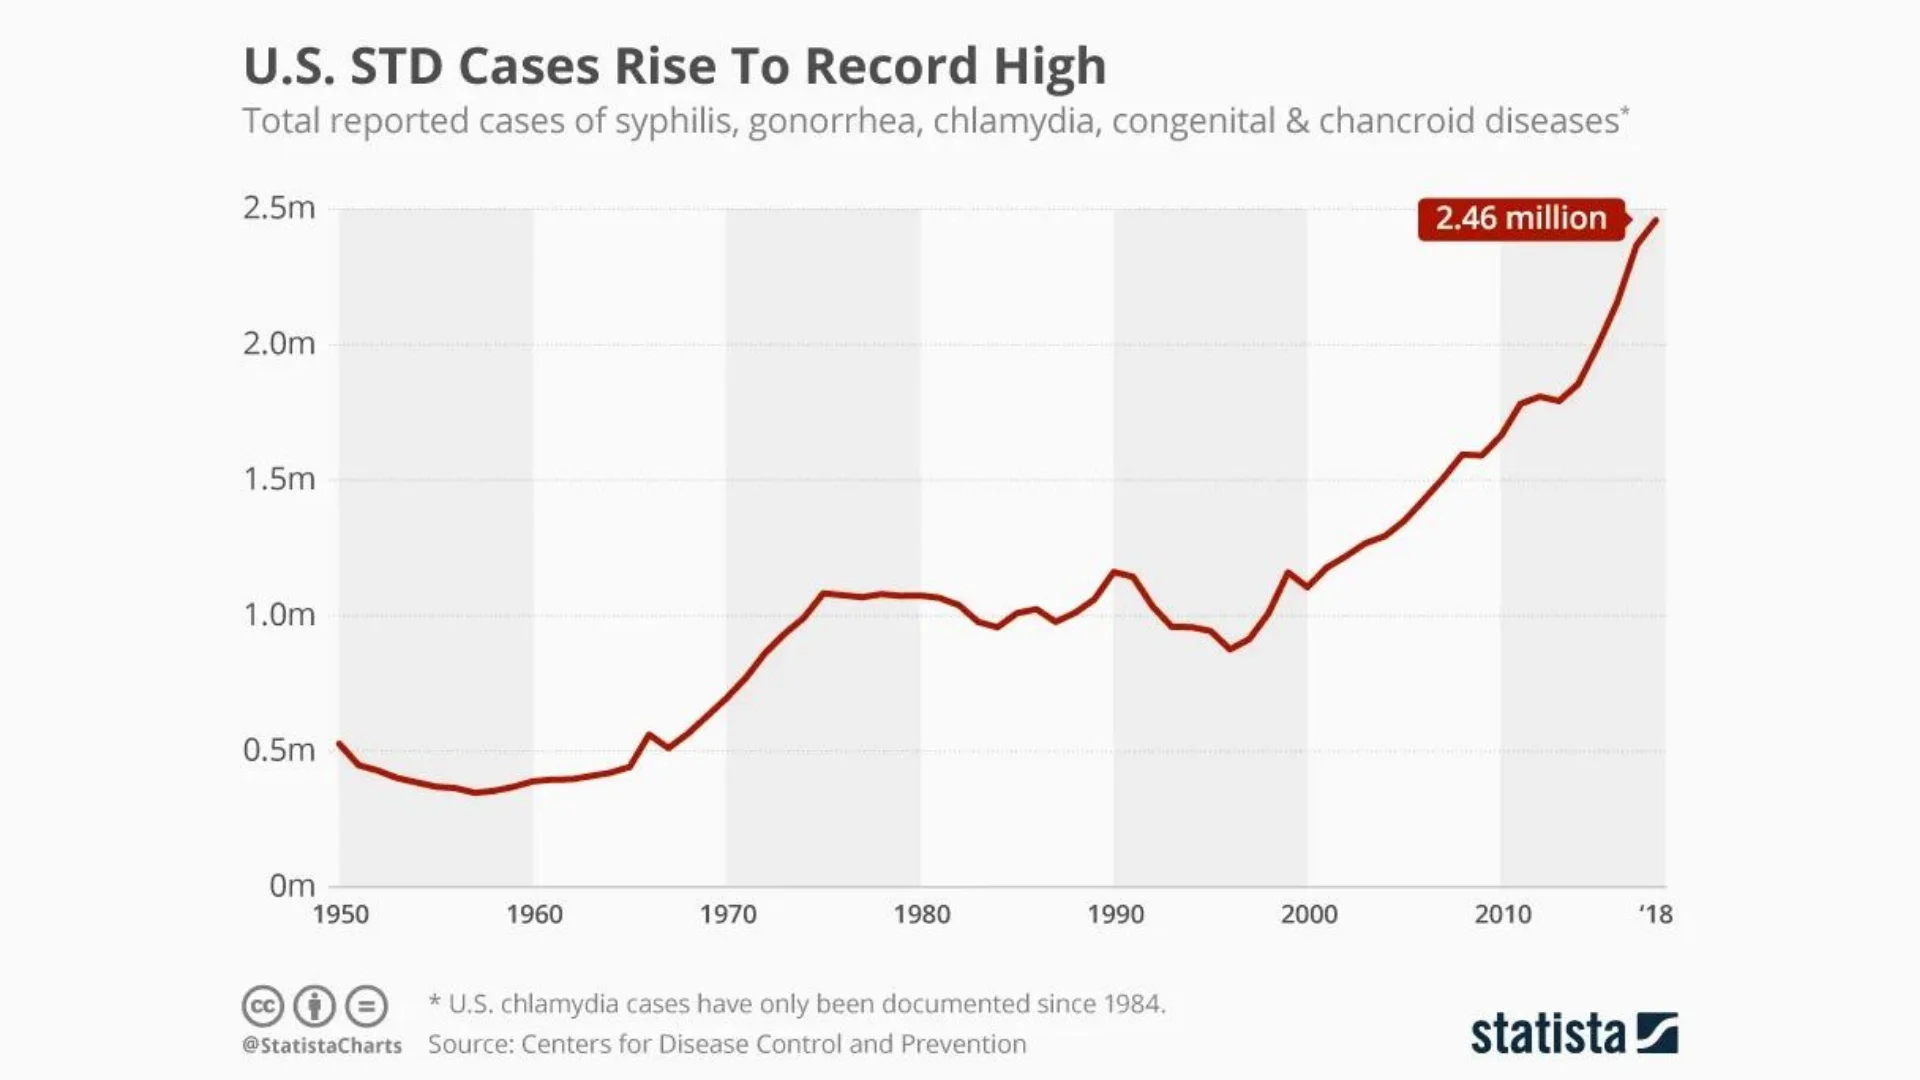 U.S. STD Cases Rise To Record High
Total reported cases of syphilis, gonorrhea, chlamydia, congenital & chancroid diseases*
2.5m
2.46 million
2.0m
1.5m
1.0m
0.5m
0m
1950 1960 1970 1980 1990 2000 2010 ‘18
cc
@StatistaCharts
* U.S. chlamydia cases have only been documented since 1984.
Source: Centers for Disease Control and Prevention
statista